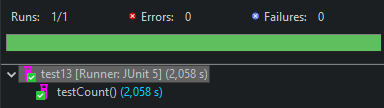 Runs: 1/1 Errors: 0 Failures: 0
test13 [Runner: JUnit 5] (2,058 s)
testCount() (2,058 s)